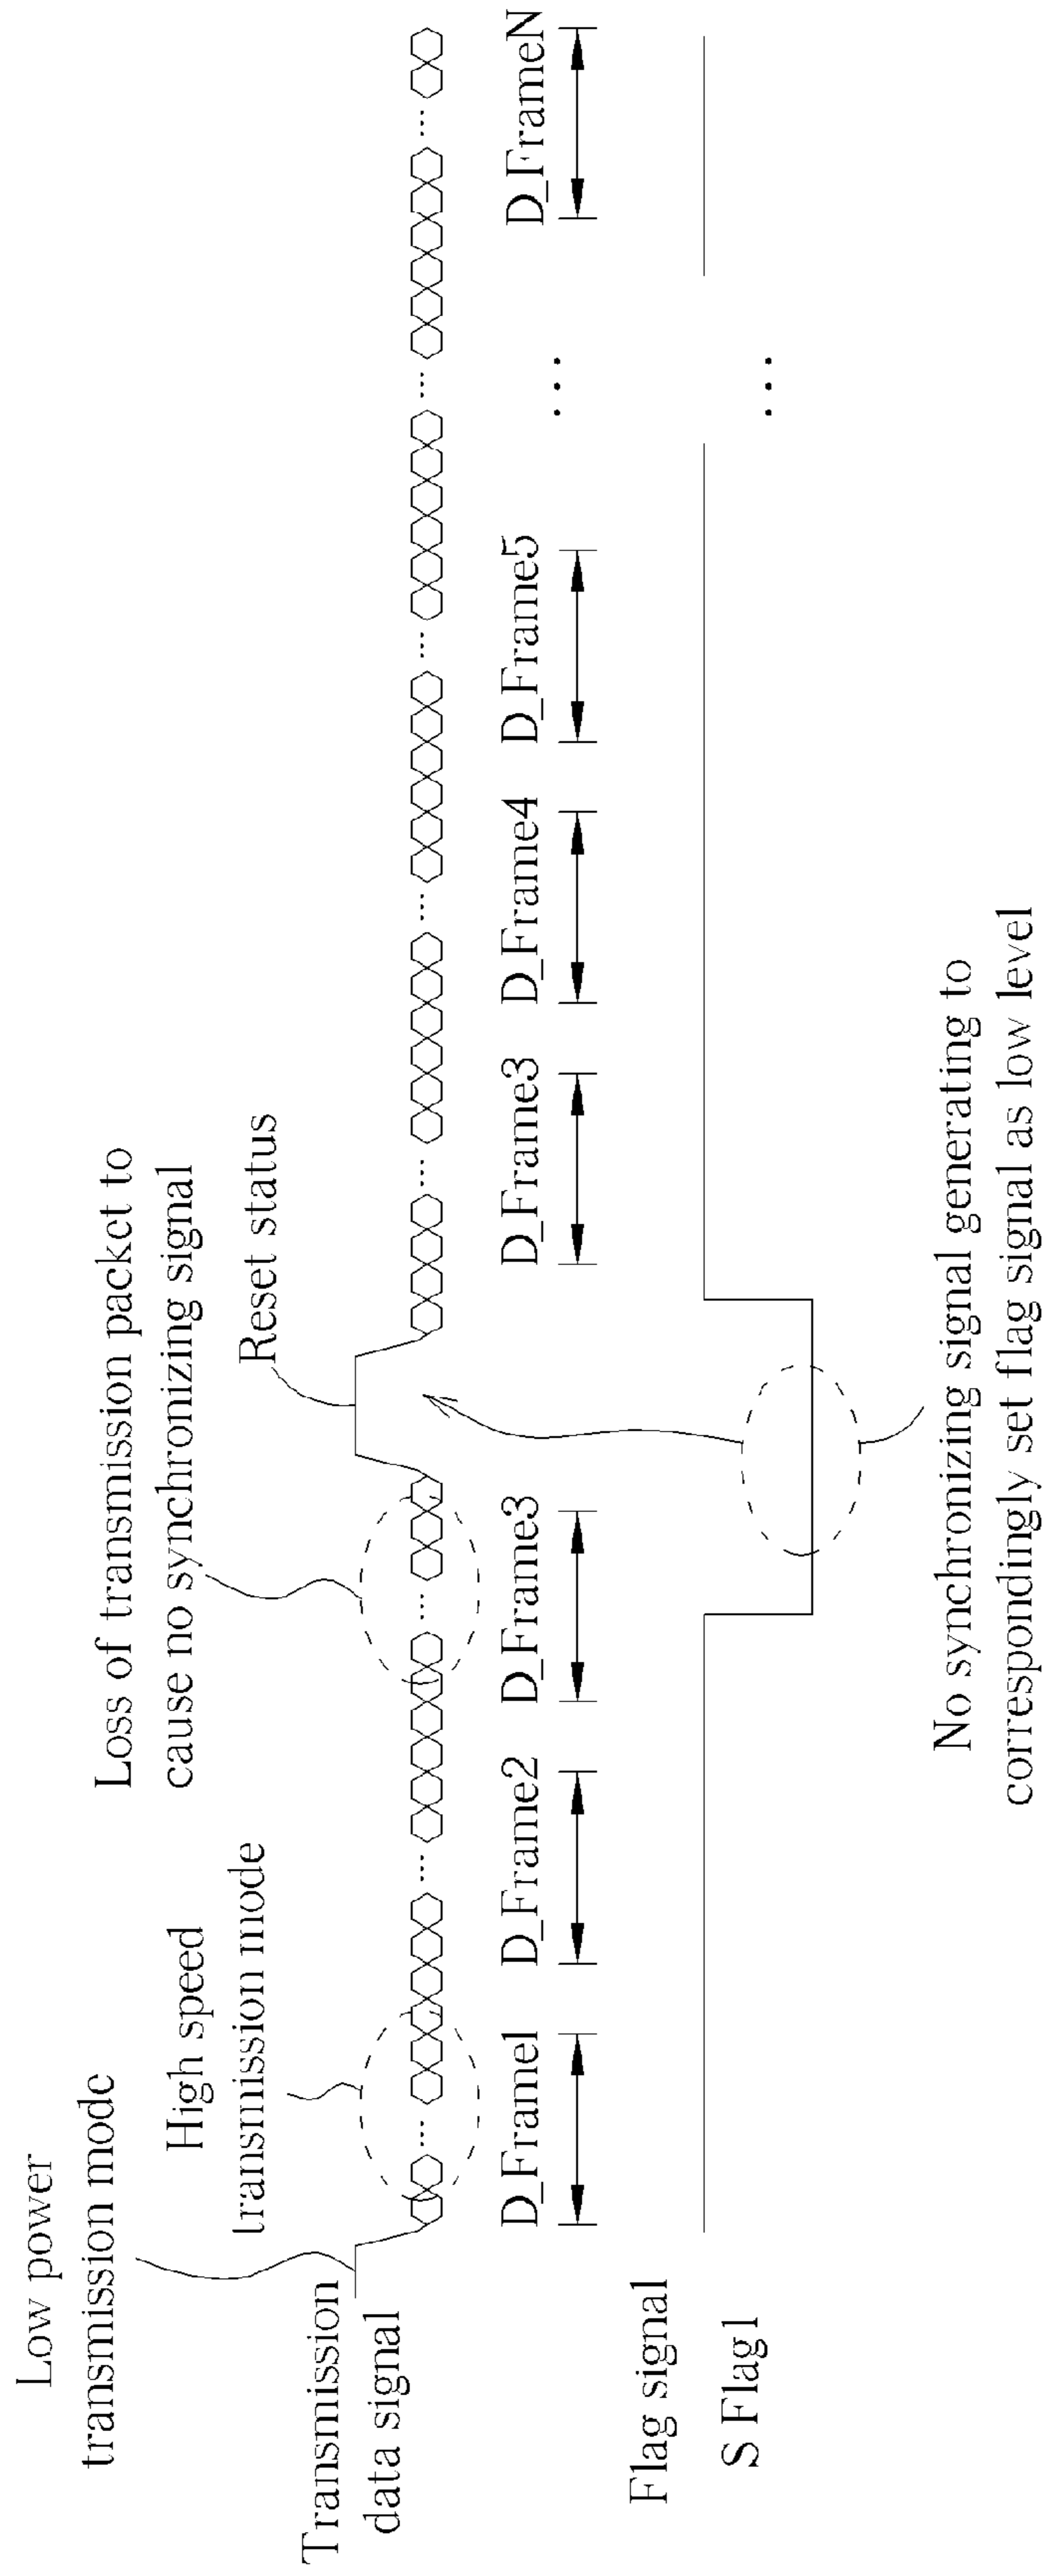 Low power
transmission mode
High speed
transmission mode
Loss of transmission packet to
cause no synchronizing signal
Reset status
Transmission
data signal
D_Frame1
D_Frame2
D_Frame3
D_Frame3
D_Frame4
D_Frame5
...
D_FrameN
Flag signal
S Flag1
...
No synchronizing signal generating to
correspondingly set flag signal as low level